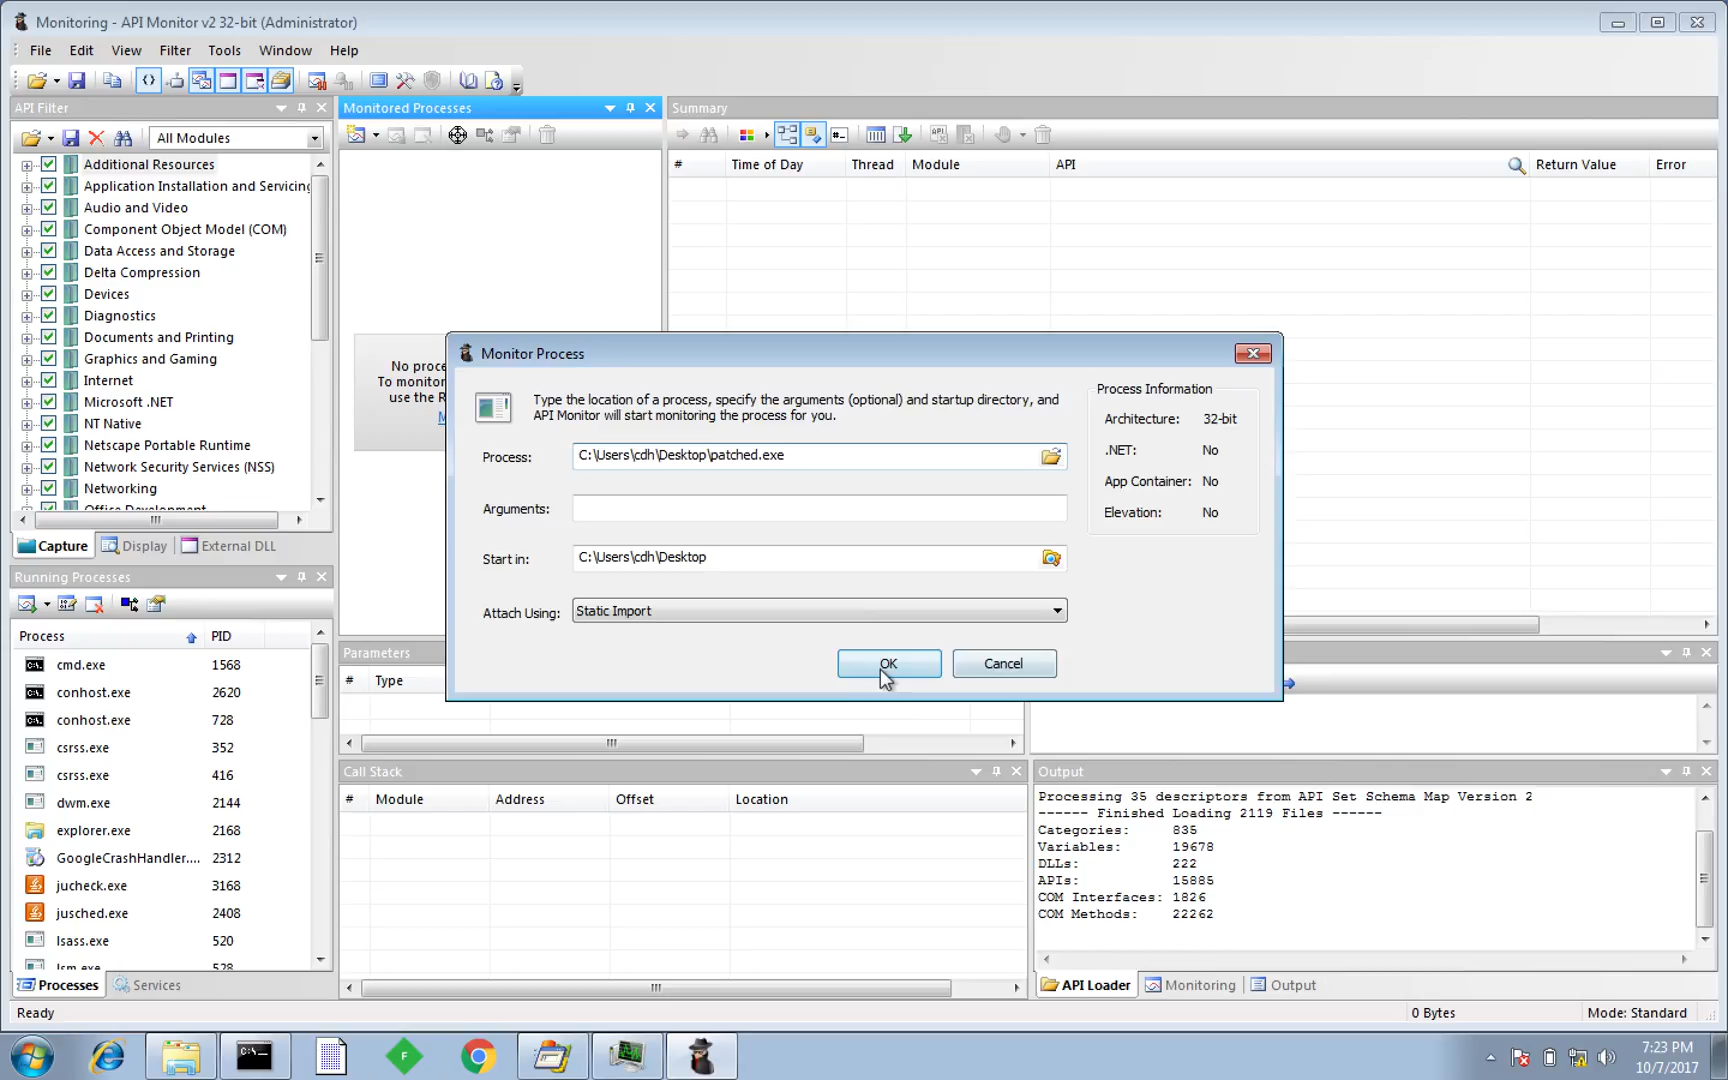 Monitoring - API Monitor v2 32-bit (Administrator)
File Edit View Filter Tools Window Help
API Filter
Monitored Processes
Summary
All Modules
# Time of Day Thread Module API Return Value Error
Additional Resources
Application Installation and Servicing
Audio and Video
Component Object Model (COM)
Data Access and Storage
Delta Compression
Devices
Diagnostics
Documents and Printing
Graphics and Gaming
Internet
Microsoft .NET
NT Native
Netscape Portable Runtime
Network Security Services (NSS)
Networking
Office Development
Capture Display External DLL
No proce
To monitor
use the R
M
Monitor Process
Type the location of a process, specify the arguments (optional) and startup directory, and
API Monitor will start monitoring the process for you.
Process: C:\Users\cdh\Desktop\patched.exe
Arguments:
Start in: C:\Users\cdh\Desktop
Attach Using: Static Import
OK Cancel
Process Information
Architecture: 32-bit
.NET: No
App Container: No
Elevation: No
Running Processes
Process PID
cmd.exe 1568
conhost.exe 2620
conhost.exe 728
csrss.exe 352
csrss.exe 416
dwm.exe 2144
explorer.exe 2168
GoogleCrashHandler.... 2312
jucheck.exe 3168
jusched.exe 2408
lsass.exe 520
lsm.exe 528
Processes Services
Parameters
# Type
Call Stack
# Module Address Offset Location
Output
Processing 35 descriptors from API Set Schema Map Version 2
------ Finished Loading 2119 Files ------
Categories: 835
Variables: 19678
DLLs: 222
APIs: 15885
COM Interfaces: 1826
COM Methods: 22262
API Loader Monitoring Output
Ready
0 Bytes
Mode: Standard
7:23 PM
10/7/2017